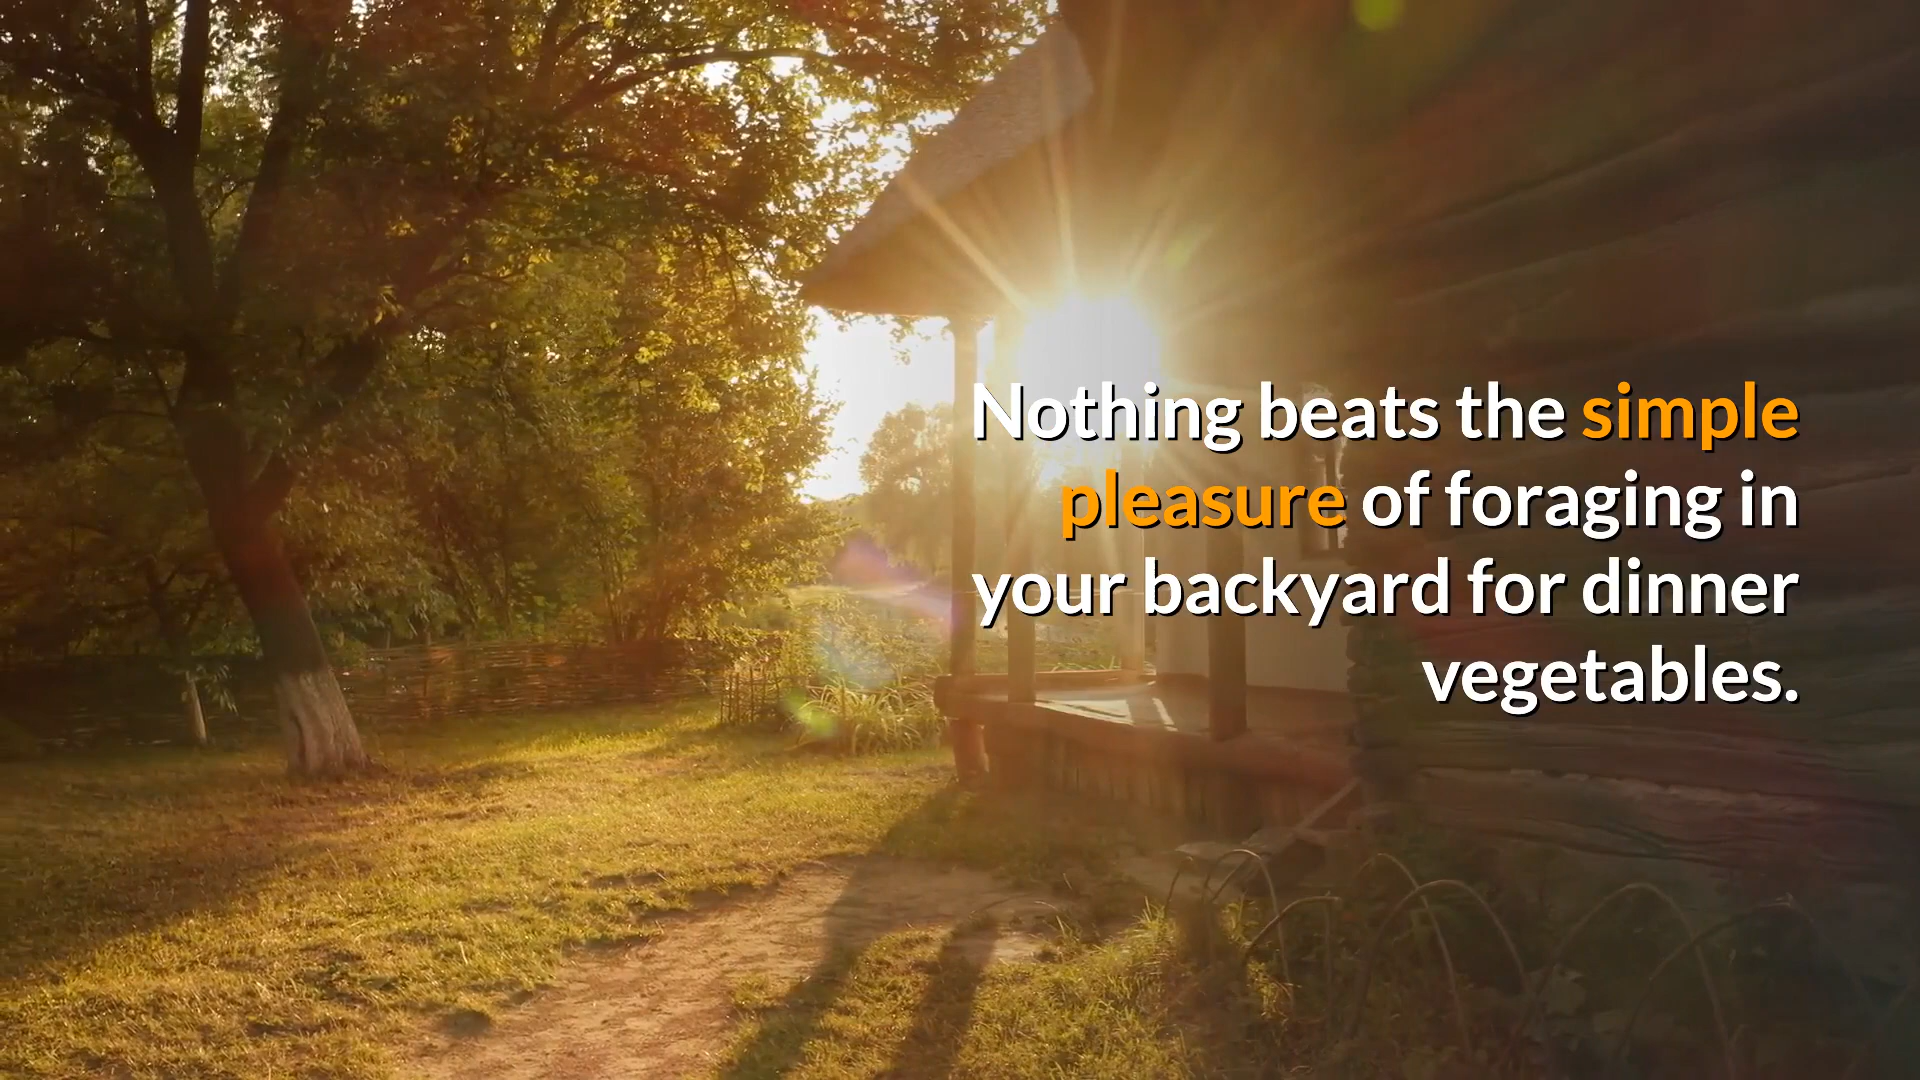 Nothing beats the simple
pleasure of foraging in
your backyard for dinner
vegetables.